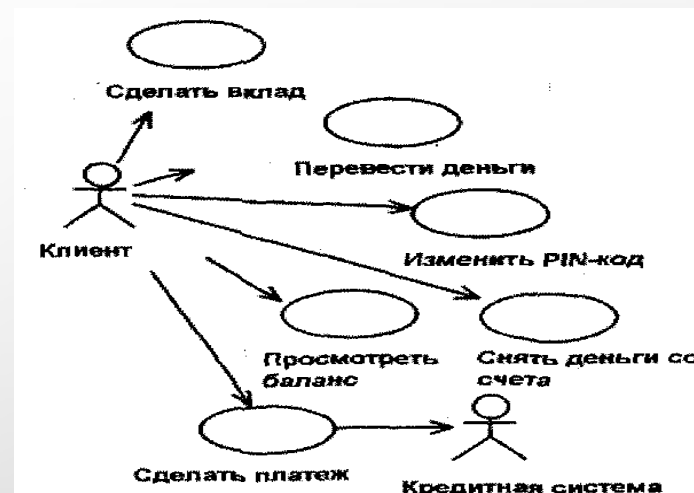 Сделать вклад
Перевести деньги
Клиент
Изменить PIN-код
Просмотреть
баланс
Снять деньги со
счета
Сделать платеж
Кредитная система